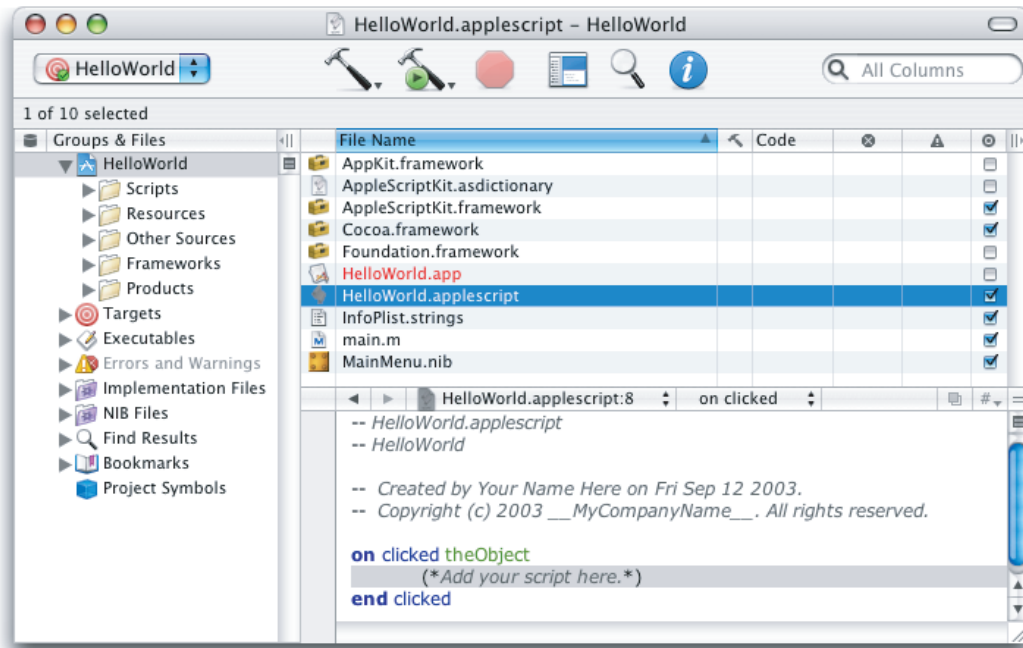 HelloWorld.applescript – HelloWorld
HelloWorld
All Columns
1 of 10 selected
Groups & Files
HelloWorld
Scripts
Resources
Other Sources
Frameworks
Products
Targets
Executables
Errors and Warnings
Implementation Files
NIB Files
Find Results
Bookmarks
Project Symbols
File Name Code
AppKit.framework
AppleScriptKit.asdictionary
AppleScriptKit.framework
Cocoa.framework
Foundation.framework
HelloWorld.app
HelloWorld.applescript
InfoPlist.strings
main.m
MainMenu.nib
HelloWorld.applescript:8 on clicked #
-- HelloWorld.applescript
-- HelloWorld
-- Created by Your Name Here on Fri Sep 12 2003.
-- Copyright (c) 2003 __MyCompanyName__. All rights reserved.
on clicked theObject
(*Add your script here.*)
end clicked